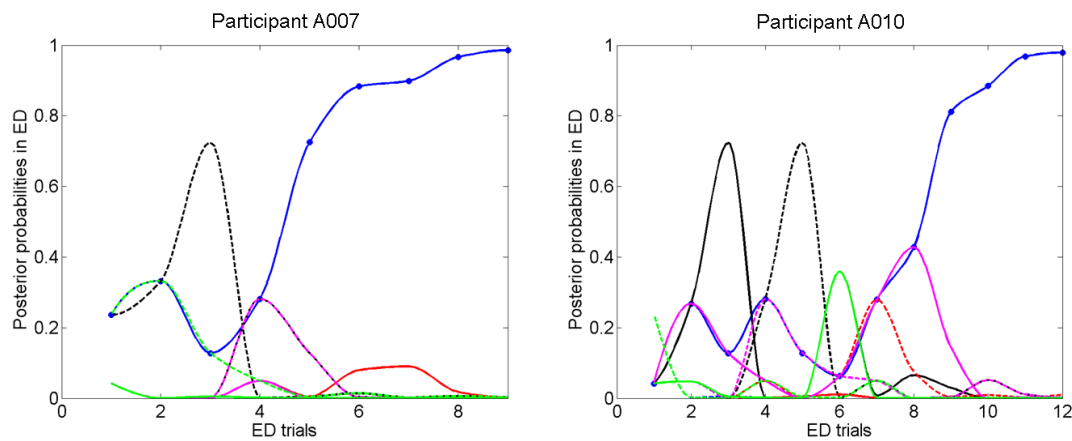 Participant A007
Posterior probabilities in ED
1
0.8
0.6
0.4
0.2
0
0 2 4 6 8
ED trials
Participant A010
Posterior probabilities in ED
1
0.8
0.6
0.4
0.2
0
0 2 4 6 8 10 12
ED trials